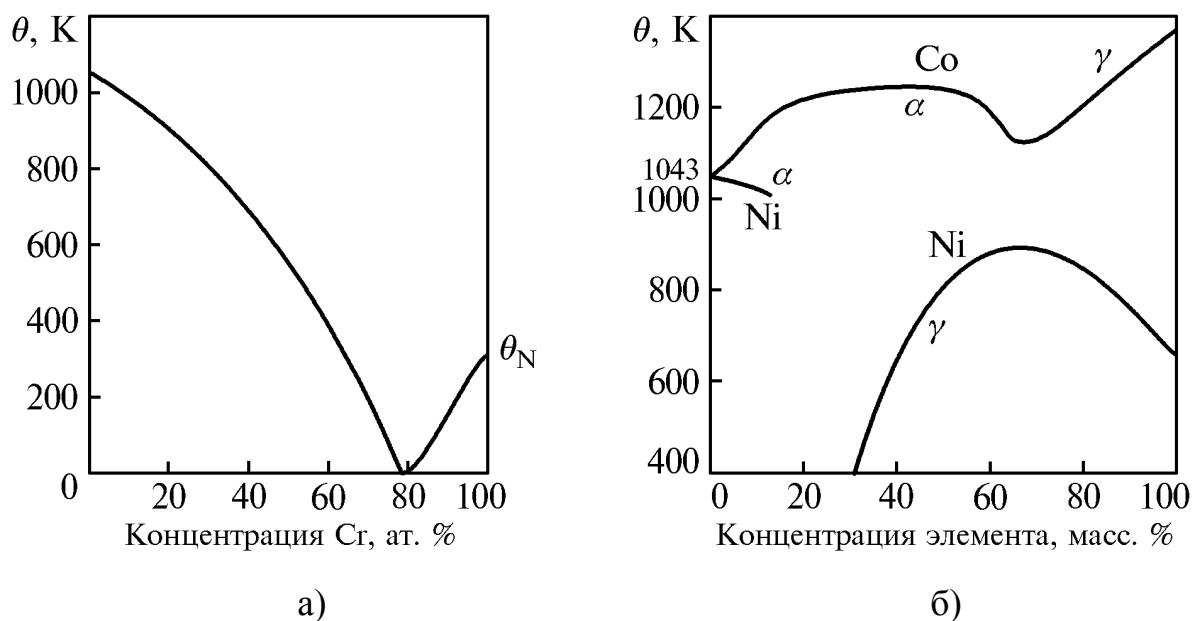 θ, К
1000
800
600
400
200
0
20
40
60
80
100
θN
Концентрация Cr, ат. %
а)
θ, К
1200
1043
1000
800
600
400
0
20
40
60
80
100
Co
α
γ
α
Ni
Ni
γ
Концентрация элемента, масс. %
б)